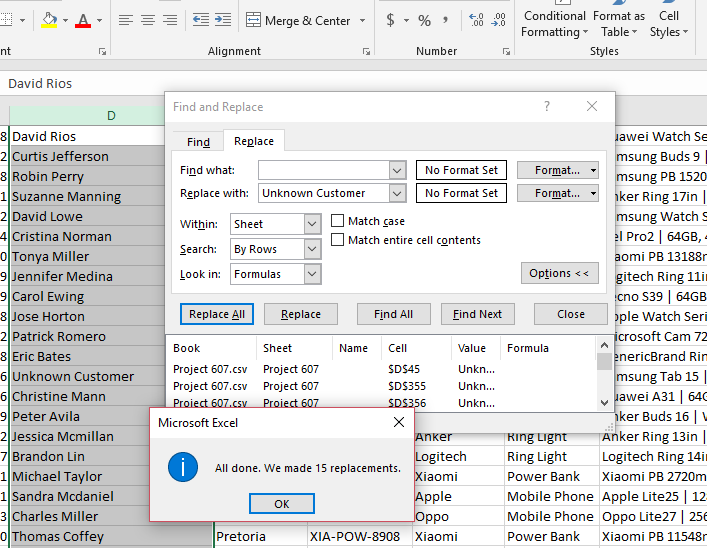 Merge & Center
$ % ,
.00
Conditional Format as Cell
Formatting Table Styles
nt Alignment Number Styles
David Rios
D
Find and Replace ?
Find Replace
Find what: No Format Set Format...
Replace with: Unknown Customer No Format Set Format...
Within: Sheet Match case
Match entire cell contents
Search: By Rows
Look in: Formulas Options <<
Replace All Replace Find All Find Next Close
Book Sheet Name Cell Value Formula
Project 607.csv Project 607 $D$45 Unkn...
Project 607.csv Project 607 $D$355 Unkn...
Project 607.csv Project 607 $D$356 Unkn...
Microsoft Excel
All done. We made 15 replacements.
OK
8 David Rios uawei Watch Se
2 Curtis Jefferson msung Buds 9 |
8 Robin Perry msung PB 1520
1 Suzanne Manning nker Ring 17in |
2 David Lowe msung Watch S
4 Cristina Norman el Pro2 | 64GB, 4
0 Tonya Miller aomi PB 13188m
9 Jennifer Medina ogitech Ring 11in
9 Carol Ewing cno S39 | 64GB
8 Jose Horton pple Watch Seri
2 Patrick Romero icrosoft Cam 72
8 Eric Bates enericBrand Rin
6 Unknown Customer msung Tab 15 |
6 Christine Mann uawei A31 | 64G
9 Peter Avila nker Buds 16 | W
2 Jessica Mcmillan Anker Ring Light Anker Ring 13in |
7 Brandon Lin Logitech Ring Light Logitech Ring 14in
1 Michael Taylor Xiaomi Power Bank Xiaomi PB 2720m
1 Sandra Mcdaniel Apple Mobile Phone Apple Lite25 | 128
3 Charles Miller Oppo Mobile Phone Oppo Lite27 | 256
0 Thomas Coffey Pretoria XIA-POW-8908 Xiaomi Power Bank Xiaomi PB 11548m